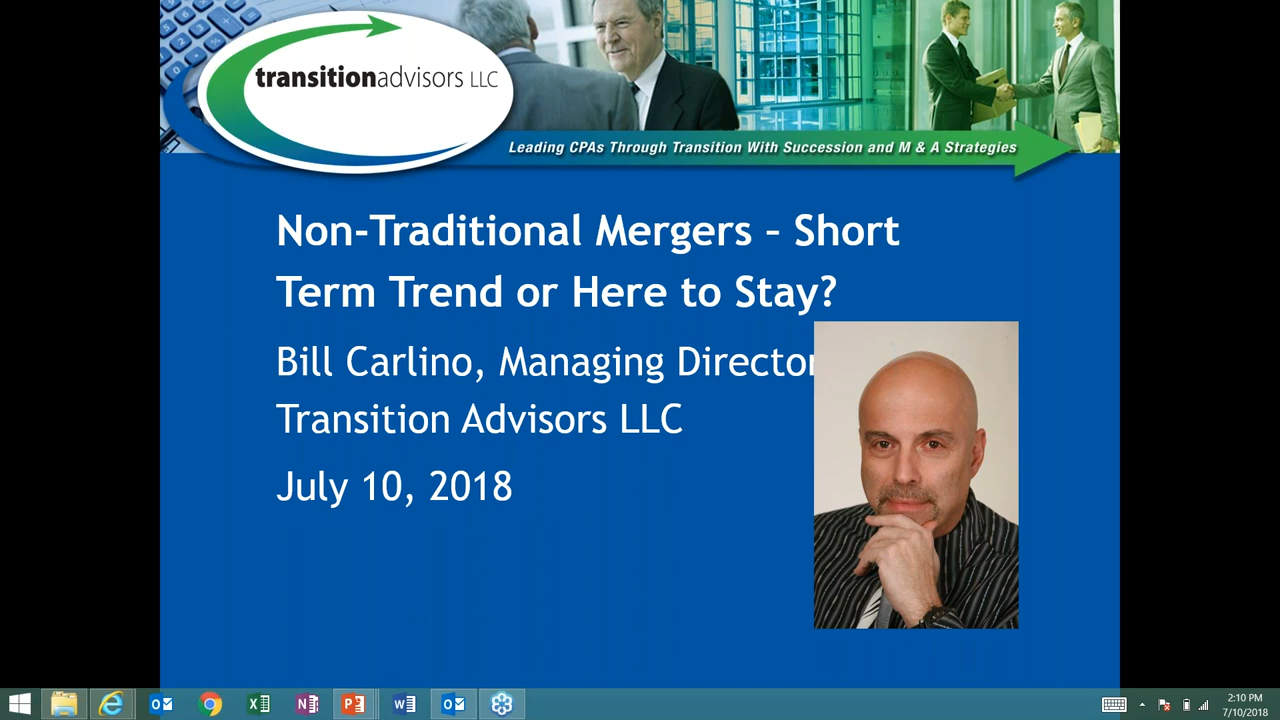 transitionadvisors LLC
Leading CPAs Through Transition With Succession and M & A Strategies
Non-Traditional Mergers – Short
Term Trend or Here to Stay?
Bill Carlino, Managing Director
Transition Advisors LLC
July 10, 2018
2:10 PM
7/10/2018